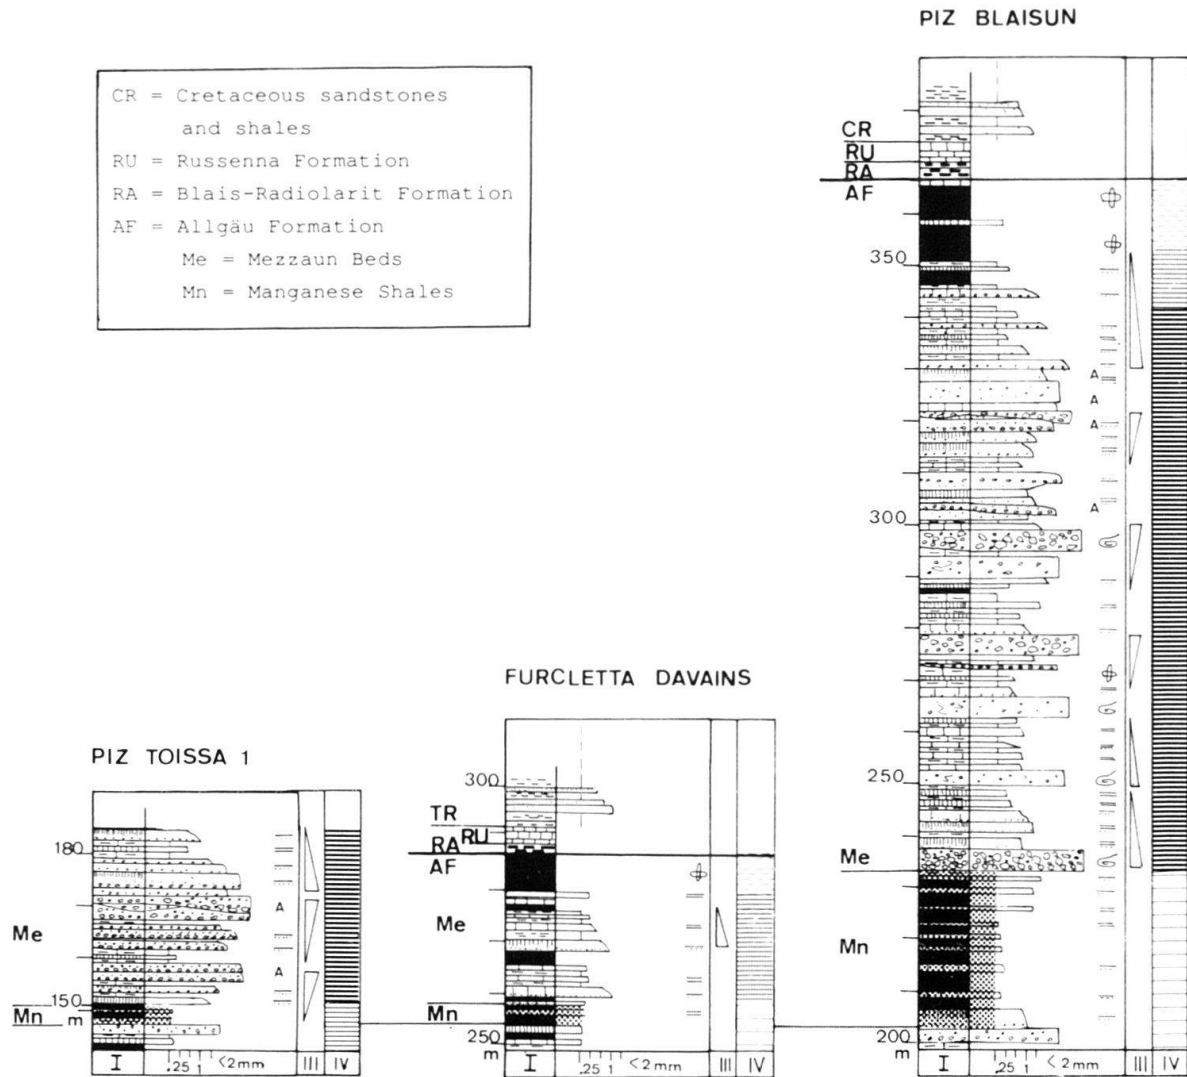 PIZ BLAISUN
CR = Cretaceous sandstones
and shales
RU = Russenna Formation
RA = Blais-Radiolarit Formation
AF = Allgäu Formation
Me = Mezzaun Beds
Mn = Manganese Shales
CR
RU
RA
AF
350
A
A
A
300
A
250
Me
Mn
200
m
I
.25 1 <2mm
III
IV
FURCLETTA DAVAINS
300
TR
RA RU
AF
Me
Mn
250
m
I
.25 1 <2mm
III
IV
PIZ TOISSA 1
180
A
Me
A
150
m
Mn
I
.25 1 <2mm
III
IV